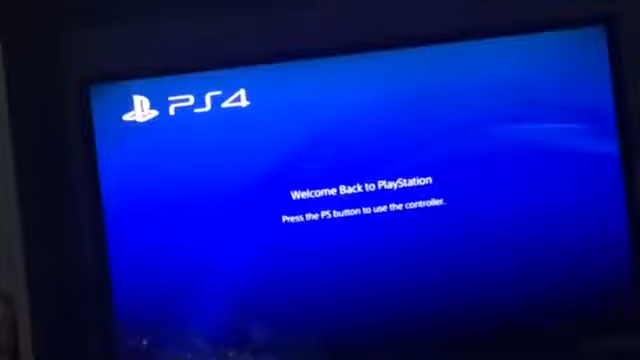 PS4
Welcome Back to PlayStation
Press the PS button to use the controller.